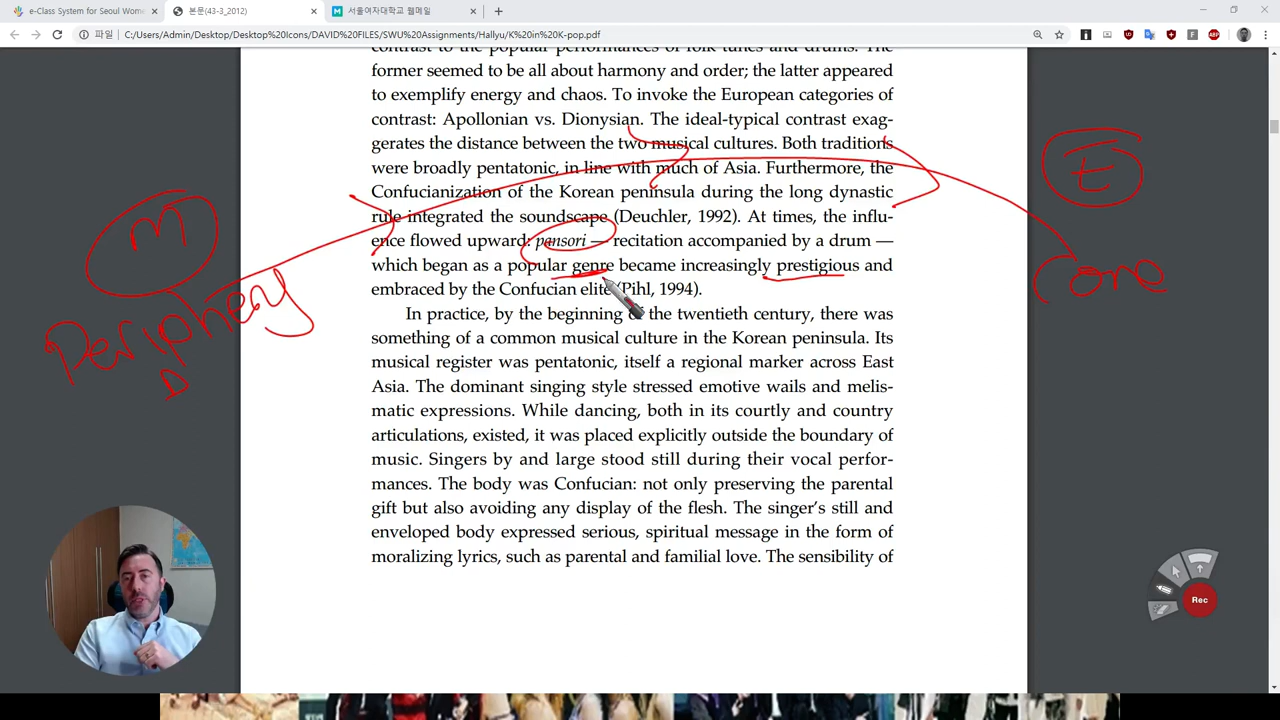 e-Class System for Seoul Wome
본문(43-3_2012)
M 서울여자대학교 웹메일
파일
C:/Users/Admin/Desktop/Desktop%20Icons/DAVID%20FILES/SWU%20Assignments/Hallyu/K%20in%20K-pop.pdf
contrast to the popular performances of folk tunes and drums. The
former seemed to be all about harmony and order; the latter appeared
to exemplify energy and chaos. To invoke the European categories of
contrast: Apollonian vs. Dionysian. The ideal-typical contrast exag-
gerates the distance between the two musical cultures. Both traditions
were broadly pentatonic, in line with much of Asia. Furthermore, the
Confucianization of the Korean peninsula during the long dynastic
rule integrated the soundscape (Deuchler, 1992). At times, the influ-
ence flowed upward: pansori — recitation accompanied by a drum —
which began as a popular genre became increasingly prestigious and
embraced by the Confucian elite (Pihl, 1994).
In practice, by the beginning of the twentieth century, there was
something of a common musical culture in the Korean peninsula. Its
musical register was pentatonic, itself a regional marker across East
Asia. The dominant singing style stressed emotive wails and melis-
matic expressions. While dancing, both in its courtly and country
articulations, existed, it was placed explicitly outside the boundary of
music. Singers by and large stood still during their vocal perfor-
mances. The body was Confucian: not only preserving the parental
gift but also avoiding any display of the flesh. The singer's still and
enveloped body expressed serious, spiritual message in the form of
moralizing lyrics, such as parental and familial love. The sensibility of
M
Periphery
D
E
Core
Rec